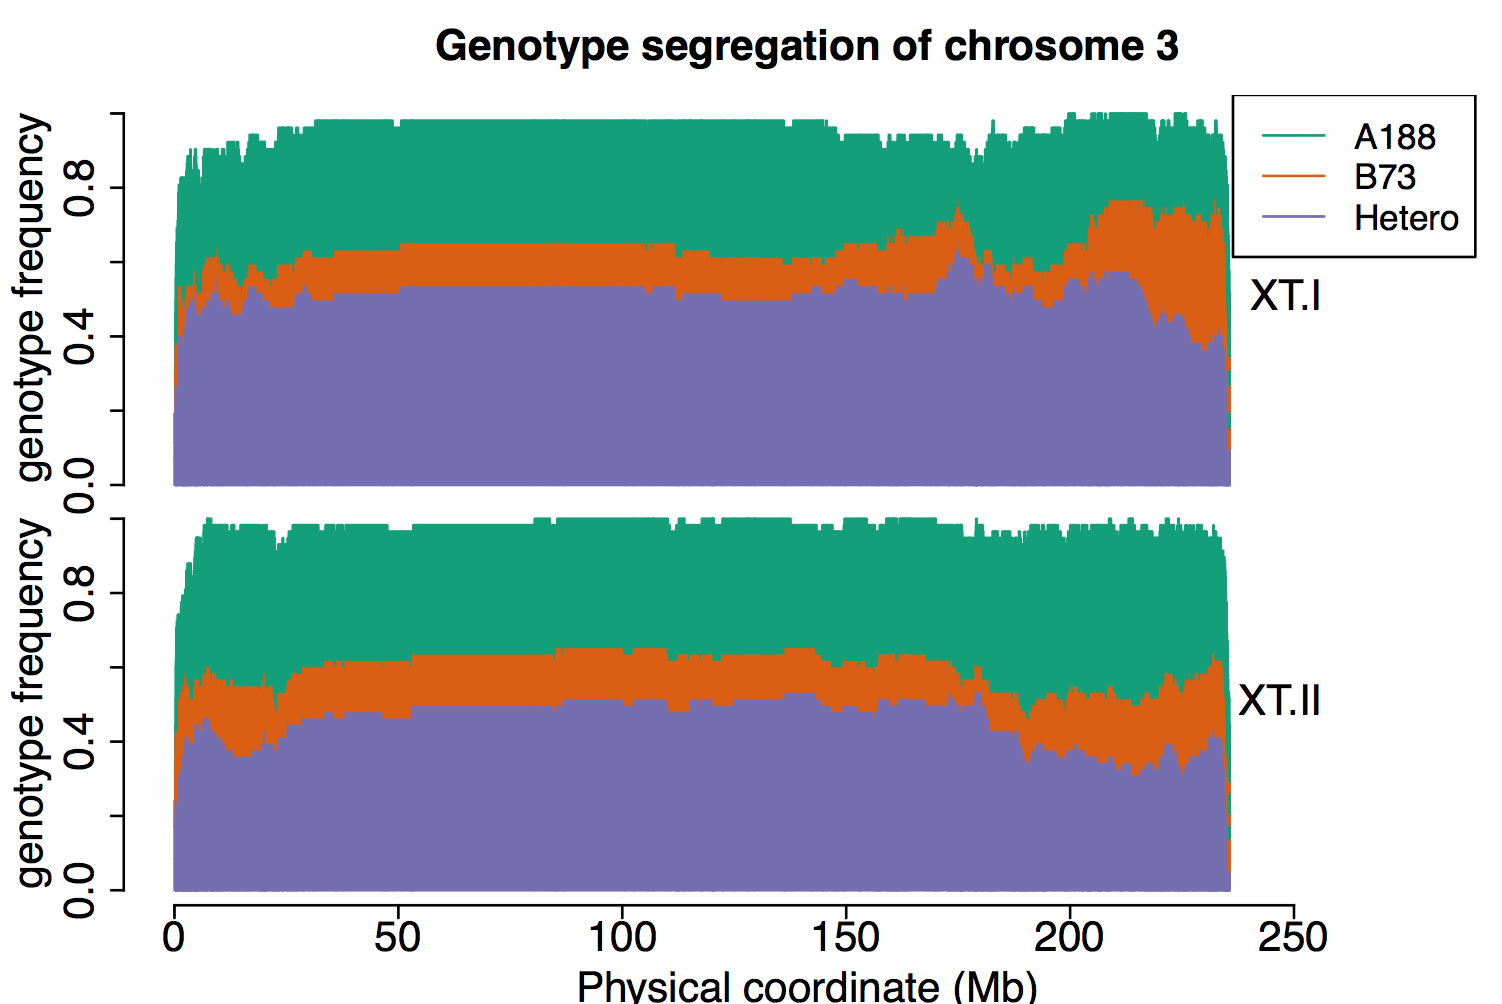 Genotype segregation of chrosome 3
A188
B73
Hetero
genotype frequency
0.0
0.4
0.8
XT.I
genotype frequency
0.0
0.4
0.8
XT.II
0 50 100 150 200 250
Physical coordinate (Mb)